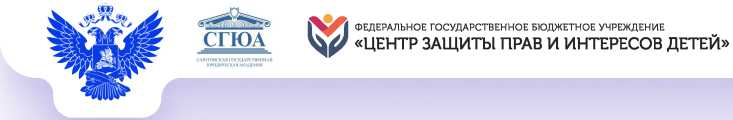 СГЮА
САРАТОВСКАЯ ГОСУДАРСТВЕННАЯ
ЮРИДИЧЕСКАЯ АКАДЕМИЯ
ФЕДЕРАЛЬНОЕ ГОСУДАРСТВЕННОЕ БЮДЖЕТНОЕ УЧРЕЖДЕНИЕ
«ЦЕНТР ЗАЩИТЫ ПРАВ И ИНТЕРЕСОВ ДЕТЕЙ»